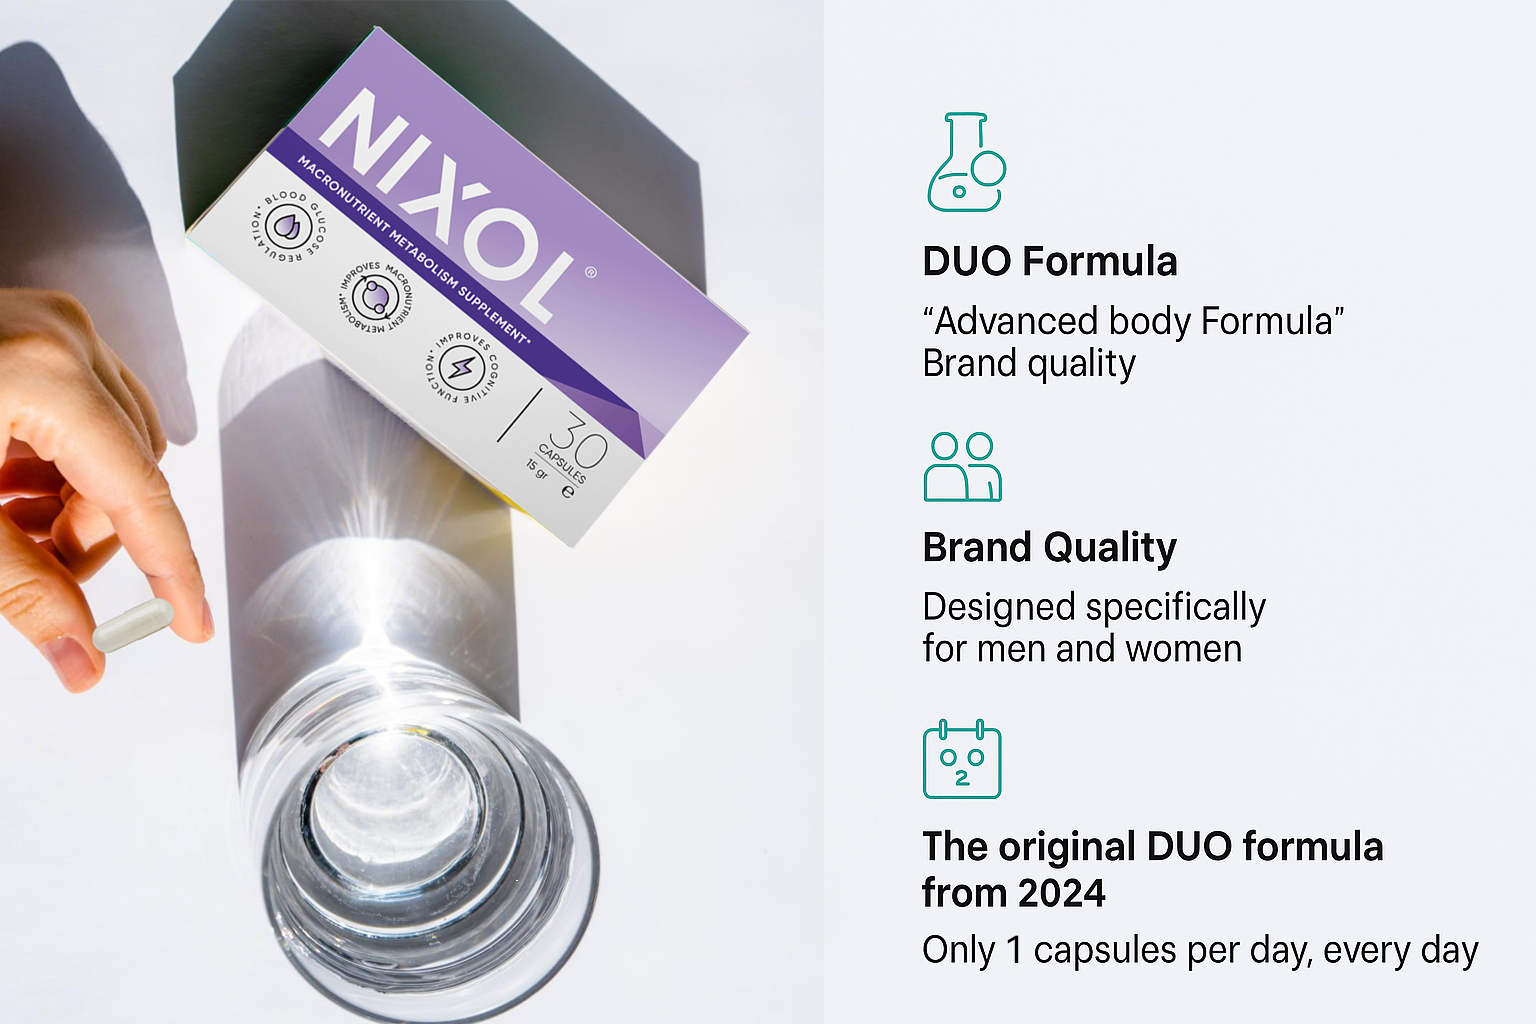 NIXOL®
MACRONUTRIENT METABOLISM SUPPLEMENT*
BLOOD GLUCOSE REGULATION*
IMPROVES MACRONUTRIENT METABOLISM*
IMPROVES COGNITIVE FUNCTION*
30
CAPSULES
15 gr
e
DUO Formula
“Advanced body Formula”
Brand quality
Brand Quality
Designed specifically
for men and women
2
The original DUO formula
from 2024
Only 1 capsules per day, every day